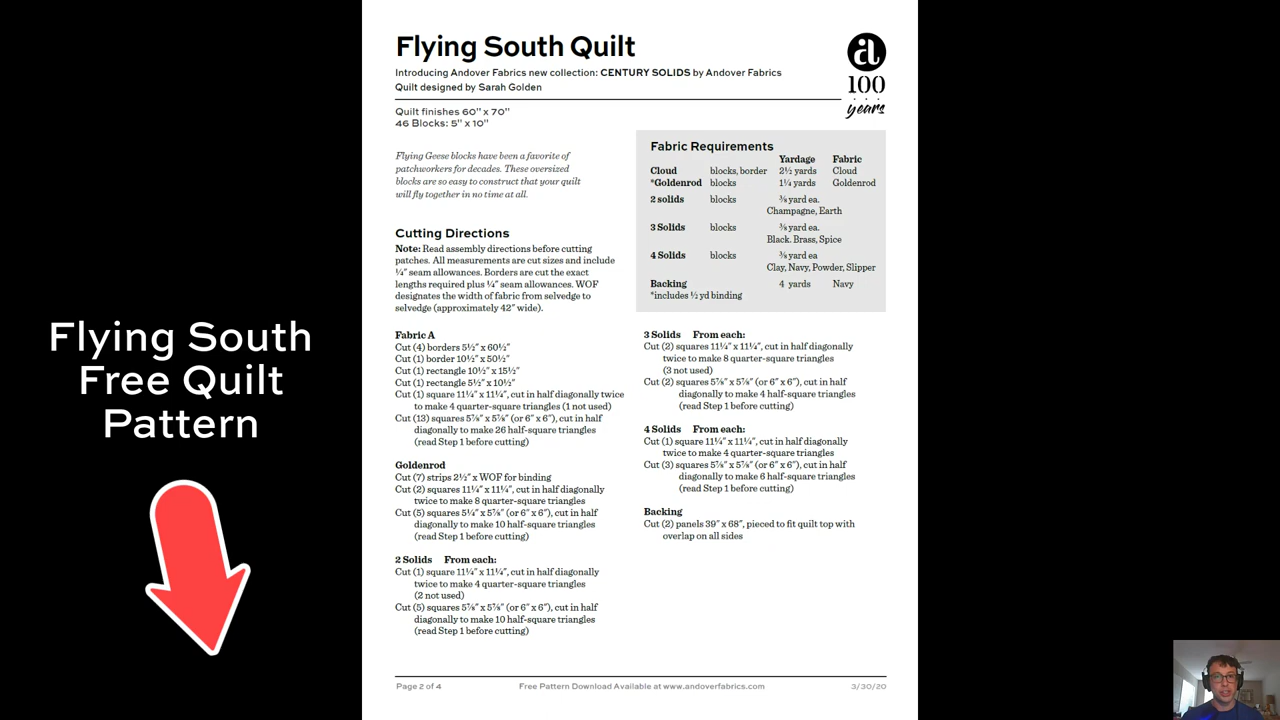 Flying South Quilt
Introducing Andover Fabrics new collection: CENTURY SOLIDS by Andover Fabrics
Quilt designed by Sarah Golden
a
100
years
Quilt finishes 60" x 70"
46 Blocks: 5" x 10"
Flying Geese blocks have been a favorite of
patchworkers for decades. These oversized
blocks are so easy to construct that your quilt
will fly together in no time at all.
Fabric Requirements
Yardage Fabric
Cloud blocks, border 2½ yards Cloud
*Goldenrod blocks 1¼ yards Goldenrod
2 solids blocks ⅜ yard ea.
Champagne, Earth
3 Solids blocks ⅜ yard ea.
Black. Brass, Spice
4 Solids blocks ⅜ yard ea
Clay, Navy, Powder, Slipper
Backing 4 yards Navy
*includes ½ yd binding
Cutting Directions
Note: Read assembly directions before cutting
patches. All measurements are cut sizes and include
¼″ seam allowances. Borders are cut the exact
lengths required plus ¼″ seam allowances. WOF
designates the width of fabric from selvedge to
selvedge (approximately 42″ wide).
Fabric A
Cut (4) borders 5½″ x 60½″
Cut (1) border 10½″ x 50½″
Cut (1) rectangle 10½″ x 15½″
Cut (1) rectangle 5½″ x 10½″
Cut (1) square 11¼″ x 11¼″, cut in half diagonally twice
to make 4 quarter-square triangles (1 not used)
Cut (13) squares 5⅞″ x 5⅞″ (or 6″ x 6″), cut in half
diagonally to make 26 half-square triangles
(read Step 1 before cutting)
Goldenrod
Cut (7) strips 2½″ x WOF for binding
Cut (2) squares 11¼″ x 11¼″, cut in half diagonally
twice to make 8 quarter-square triangles
Cut (5) squares 5¼″ x 5⅞″ (or 6″ x 6″), cut in half
diagonally to make 10 half-square triangles
(read Step 1 before cutting)
2 Solids From each:
Cut (1) square 11¼″ x 11¼″, cut in half diagonally
twice to make 4 quarter-square triangles
(2 not used)
Cut (5) squares 5⅞″ x 5⅞″ (or 6″ x 6″), cut in half
diagonally to make 10 half-square triangles
(read Step 1 before cutting)
3 Solids From each:
Cut (2) squares 11¼″ x 11¼″, cut in half diagonally
twice to make 8 quarter-square triangles
(3 not used)
Cut (2) squares 5⅞″ x 5⅞″ (or 6″ x 6″), cut in half
diagonally to make 4 half-square triangles
(read Step 1 before cutting)
4 Solids From each:
Cut (1) square 11¼″ x 11¼″, cut in half diagonally
twice to make 4 quarter-square triangles
Cut (3) squares 5⅞″ x 5⅞″ (or 6″ x 6″), cut in half
diagonally to make 6 half-square triangles
(read Step 1 before cutting)
Backing
Cut (2) panels 39″ x 68″, pieced to fit quilt top with
overlap on all sides
Page 2 of 4 Free Pattern Download Available at www.andoverfabrics.com 3/30/20
Flying South
Free Quilt
Pattern